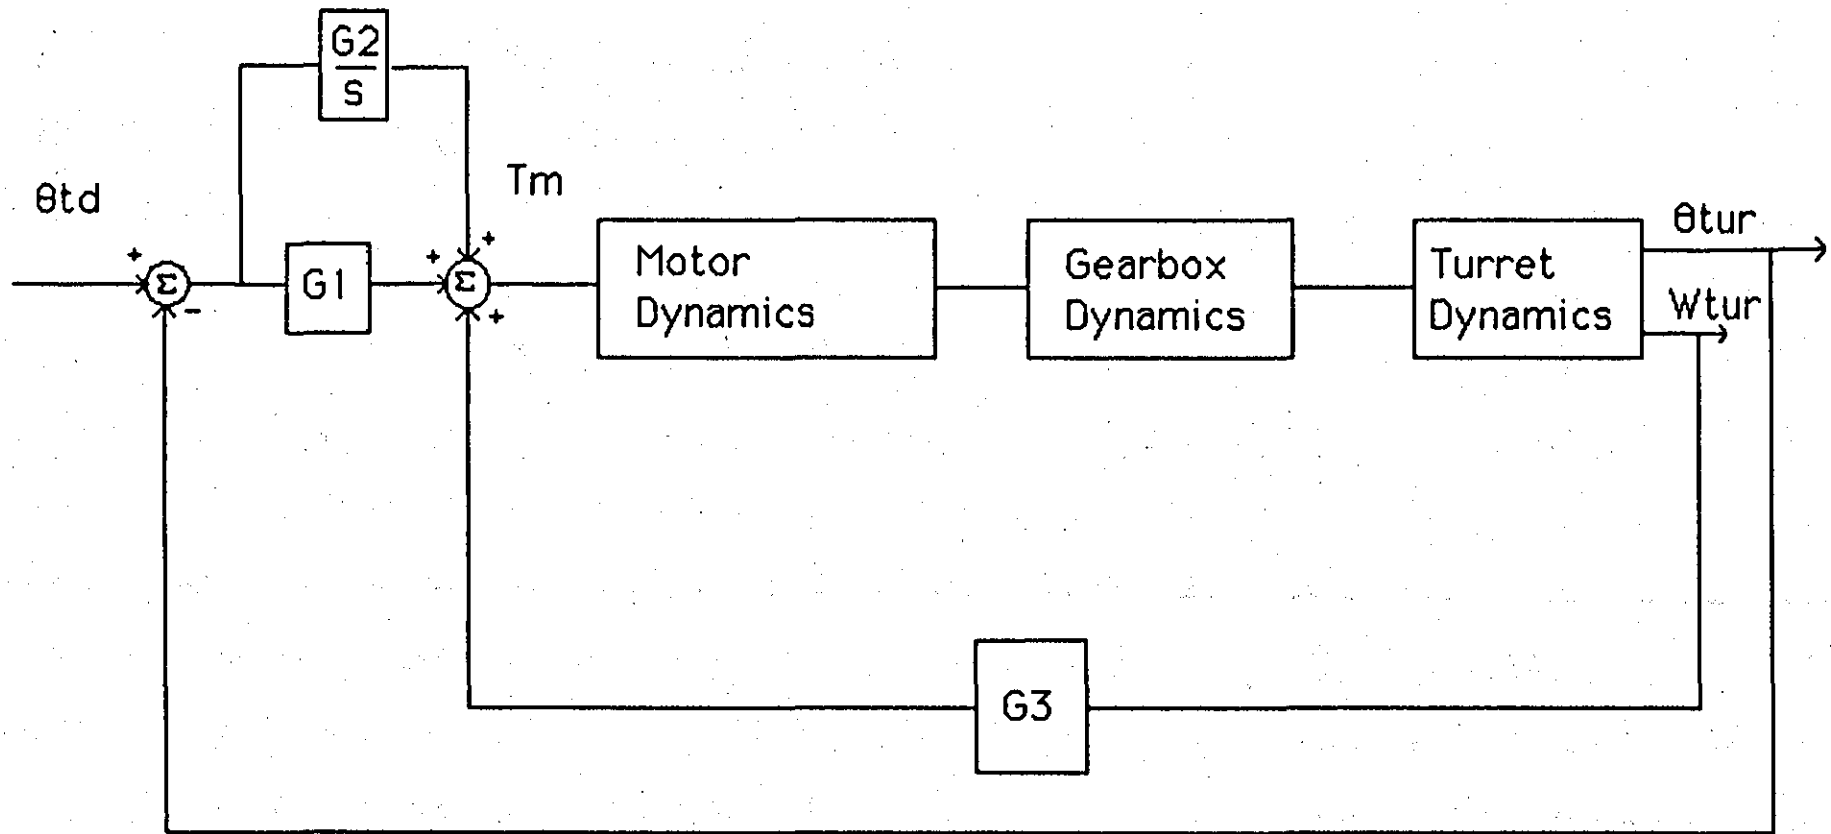 G2
S
θtd
Tm
+
Σ
-
G1
+
+
Σ
+
Motor
Dynamics
Gearbox
Dynamics
Turret
Dynamics
θtur
Wtur
G3